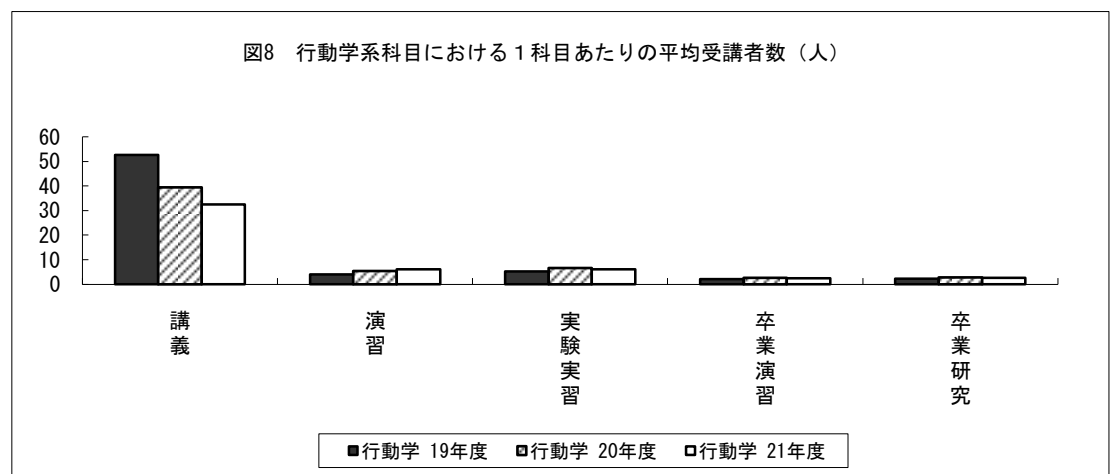 図8　行動学系科目における１科目あたりの平均受講者数（人）
60
50
40
30
20
10
0
講義
演習
実験実習
卒業演習
卒業研究
行動学 19年度
行動学 20年度
行動学 21年度